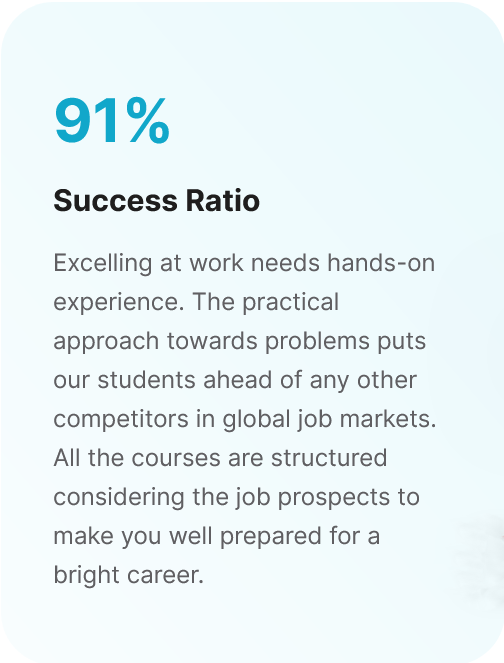 91%
Success Ratio
Excelling at work needs hands-on
experience. The practical
approach towards problems puts
our students ahead of any other
competitors in global job markets.
All the courses are structured
considering the job prospects to
make you well prepared for a
bright career.